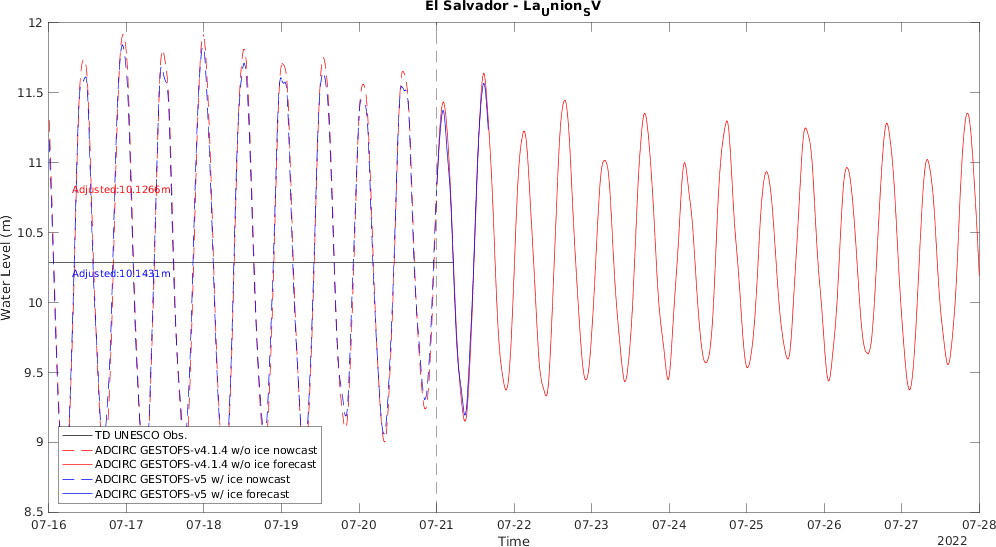 El Salvador - LaUnionSV
12
11.5
11
10.5
10
9.5
9
8.5
Water Level (m)
Adjusted:10.1266m
Adjusted:10.1431m
TD UNESCO Obs.
ADCIRC GESTOFS-v4.1.4 w/o ice nowcast
ADCIRC GESTOFS-v4.1.4 w/o ice forecast
ADCIRC GESTOFS-v5 w/ ice nowcast
ADCIRC GESTOFS-v5 w/ ice forecast
07-16 07-17 07-18 07-19 07-20 07-21 07-22 07-23 07-24 07-25 07-26 07-27 07-28
Time
2022